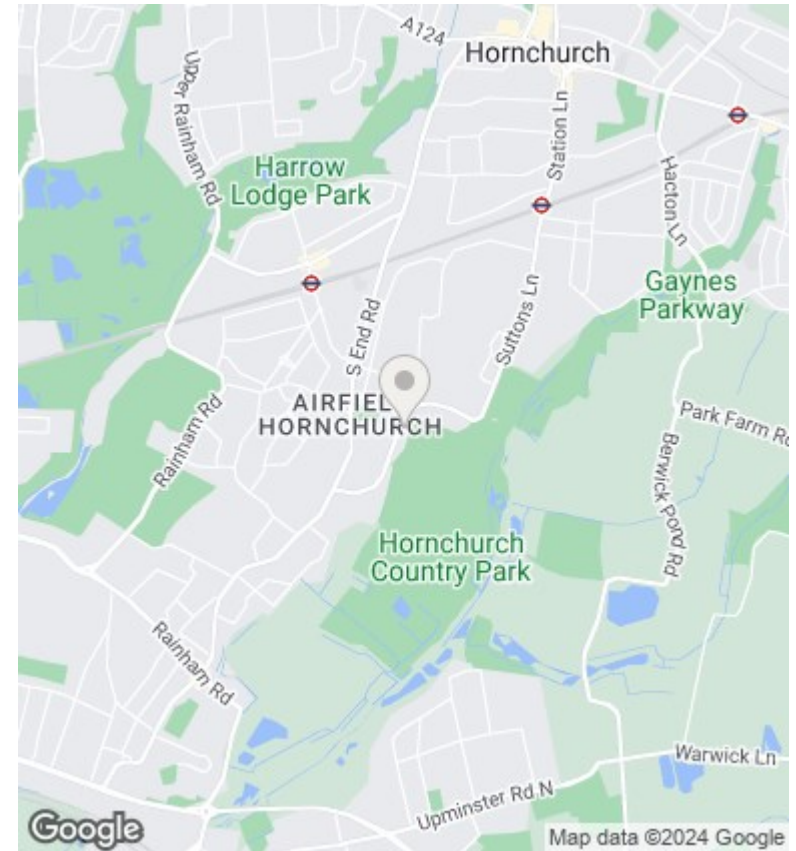 A124
Hornchurch
Upper Rainham Rd
Station Ln
Harrow
Lodge Park
Hacton Ln
Gaynes
Parkway
S End Rd
Suttons Ln
AIRFIEL
HORNCHURCH
Rainham Rd
Park Farm Rd
Berwick Pond Rd
Hornchurch
Country Park
Rainham Rd
Warwick Ln
Upminster Rd N
Google
Map data ©2024 Google